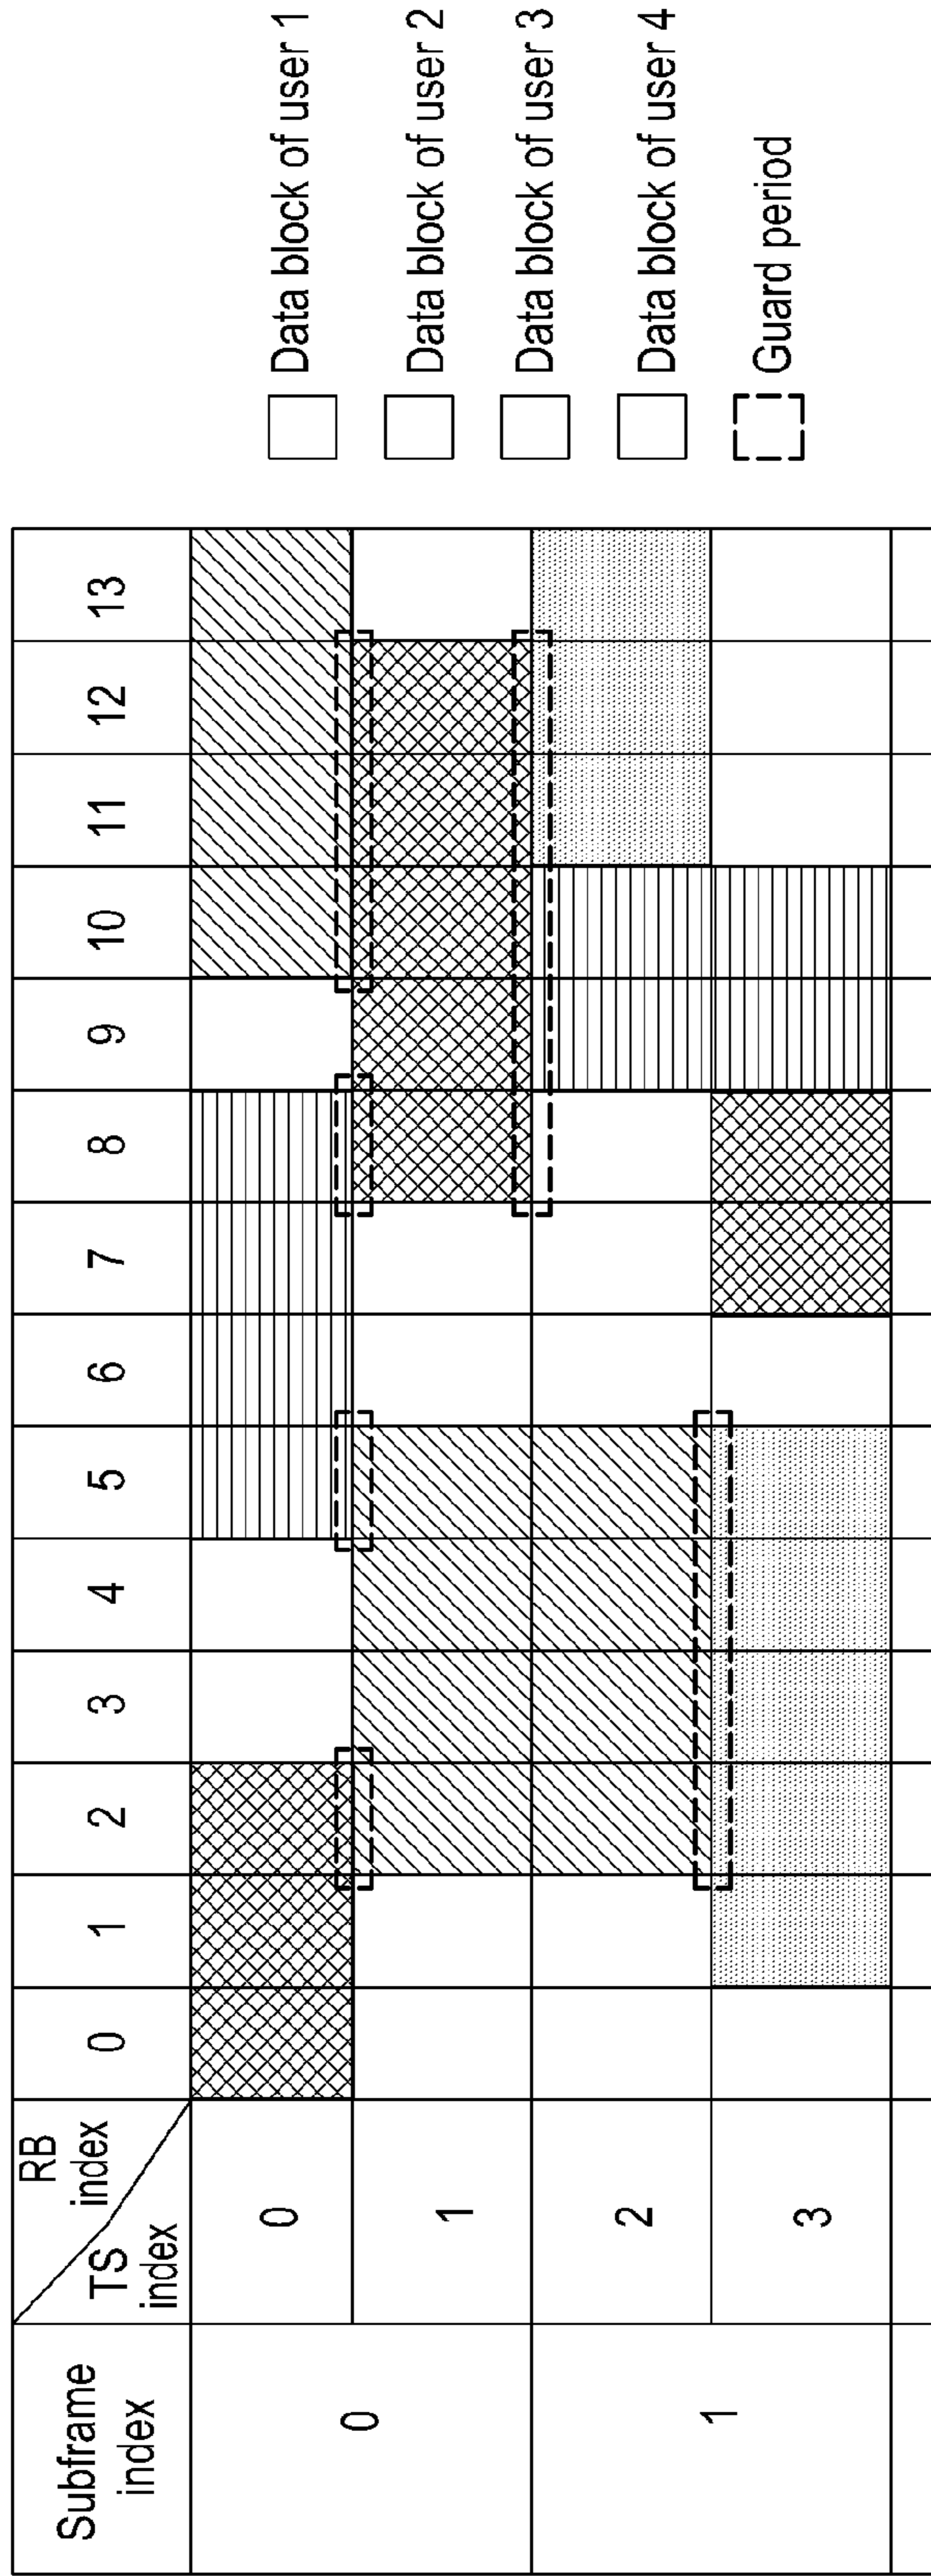 Subframe
index
TS
index
RB
index
0
1
2
3
4
5
6
7
8
9
10
11
12
13
0
0
1
1
2
3
Data block of user 1
Data block of user 2
Data block of user 3
Data block of user 4
Guard period